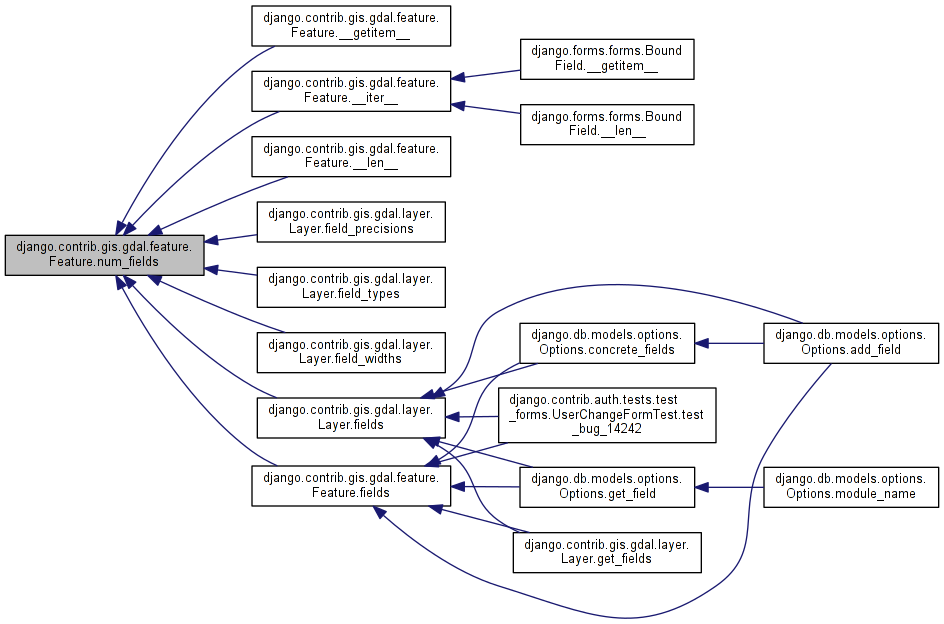 django.contrib.gis.gdal.feature.
Feature.__getitem__
django.forms.forms.Bound
Field.__getitem__
django.contrib.gis.gdal.feature.
Feature.__iter__
django.forms.forms.Bound
Field.__len__
django.contrib.gis.gdal.feature.
Feature.__len__
django.contrib.gis.gdal.layer.
Layer.field_precisions
django.contrib.gis.gdal.feature.
Feature.num_fields
django.contrib.gis.gdal.layer.
Layer.field_types
django.contrib.gis.gdal.layer.
Layer.field_widths
django.db.models.options.
Options.concrete_fields
django.db.models.options.
Options.add_field
django.contrib.gis.gdal.layer.
Layer.fields
django.contrib.auth.tests.test
_forms.UserChangeFormTest.test
_bug_14242
django.contrib.gis.gdal.feature.
Feature.fields
django.db.models.options.
Options.get_field
django.db.models.options.
Options.module_name
django.contrib.gis.gdal.layer.
Layer.get_fields